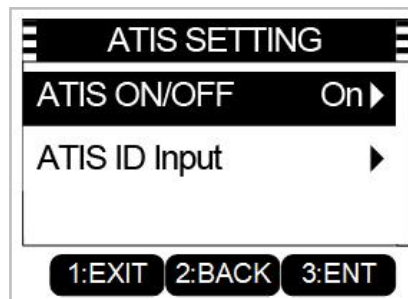 ATIS SETTING
ATIS ON/OFF On
ATIS ID Input
1:EXIT 2:BACK 3:ENT